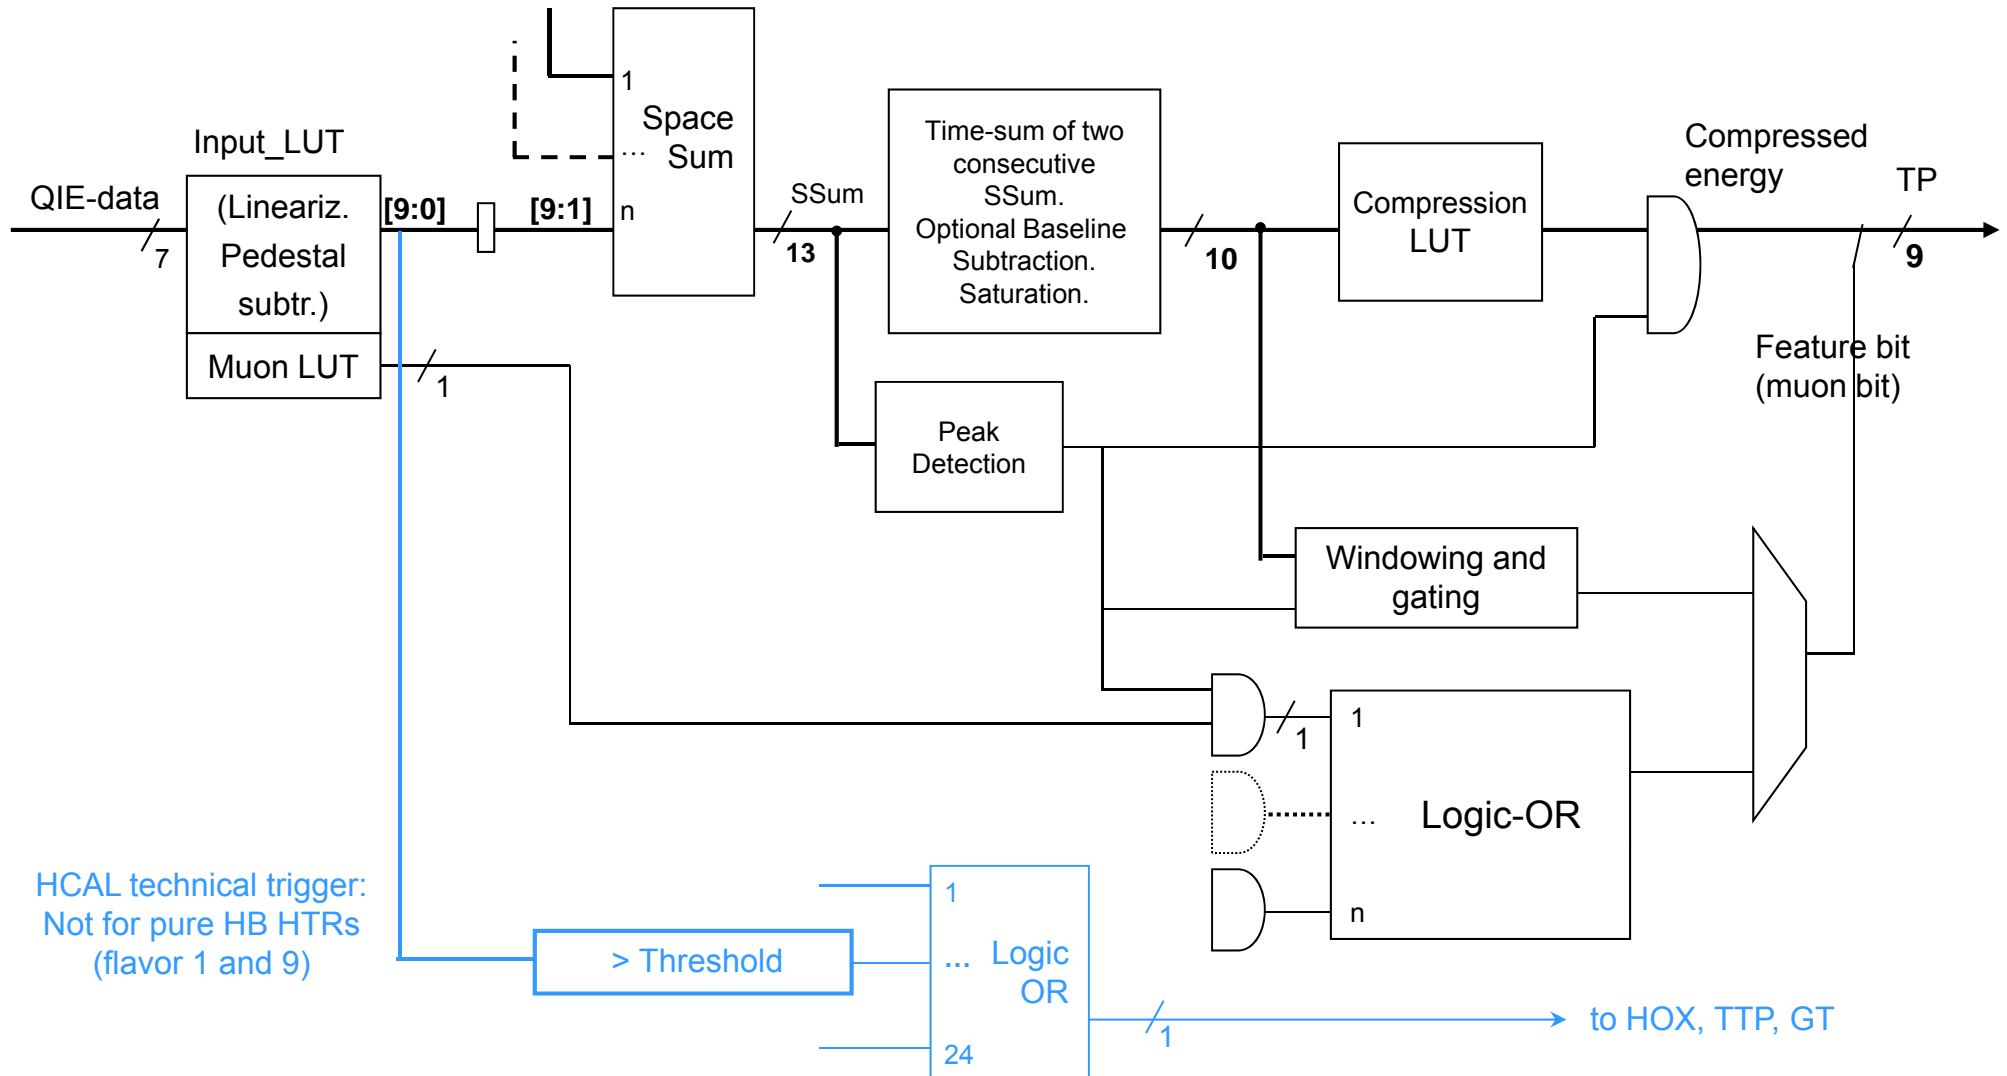 Input_LUT
QIE-data
7
(Lineariz.
Pedestal
subtr.)
Muon LUT
[9:0]
[9:1]
1
1
...
n
Space
Sum
SSum
13
Time-sum of two
consecutive
SSum.
Optional Baseline
Subtraction.
Saturation.
10
Compression
LUT
Compressed
energy
TP
9
Feature bit
(muon bit)
Peak
Detection
Windowing and
gating
1
1
...
n
Logic-OR
HCAL technical trigger:
Not for pure HB HTRs
(flavor 1 and 9)
> Threshold
1
...
24
Logic
OR
1
to HOX, TTP, GT